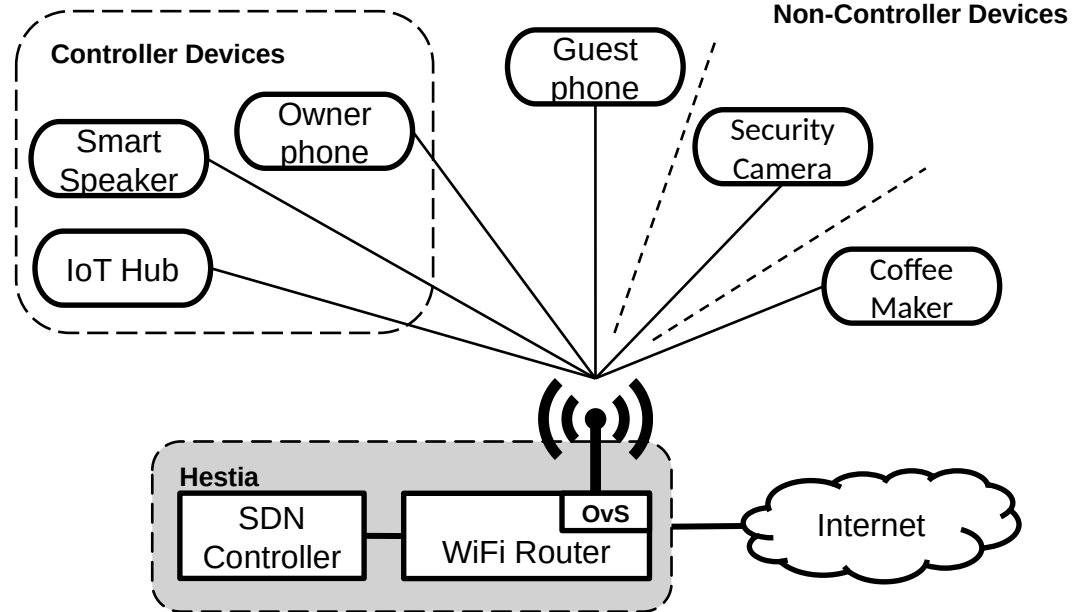 Non-Controller Devices
Controller Devices
Guest
phone
Owner
phone
Smart
Speaker
Security
Camera
IoT Hub
Coffee
Maker
Hestia
SDN
Controller
OvS
WiFi Router
Internet